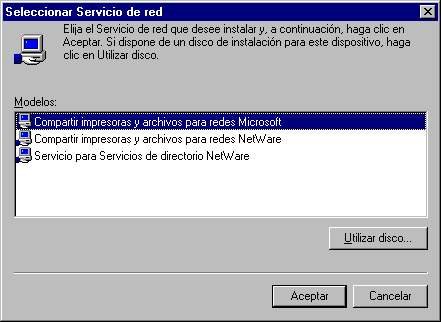 Seleccionar Servicio de red
Elija el Servicio de red que desee instalar y, a continuación, haga clic en
Aceptar. Si dispone de un disco de instalación para este dispositivo, haga
clic en Utilizar disco.
Modelos:
Compartir impresoras y archivos para redes Microsoft
Compartir impresoras y archivos para redes NetWare
Servicio para Servicios de directorio NetWare
Utilizar disco...
Aceptar
Cancelar